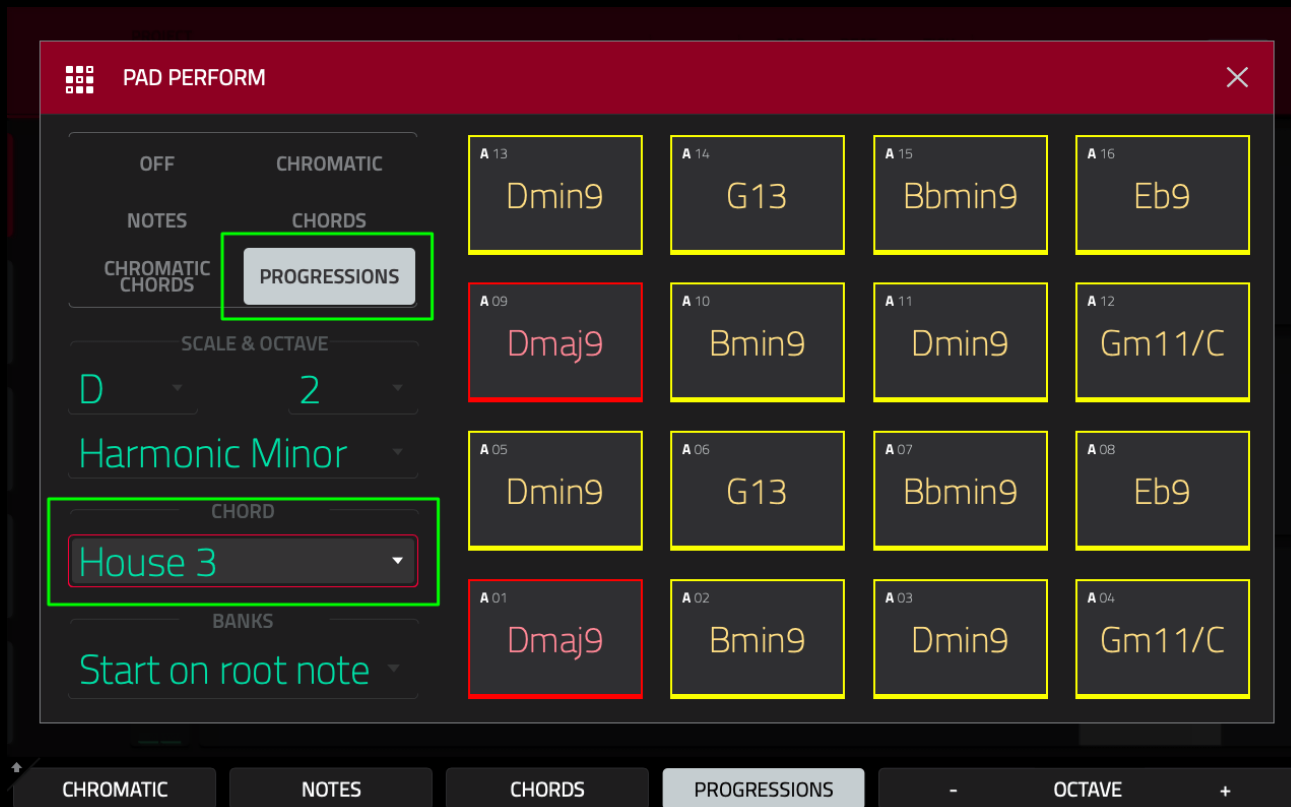 PAD PERFORM
OFF CHROMATIC
NOTES CHORDS
CHROMATIC CHORDS PROGRESSIONS
SCALE & OCTAVE
D 2
Harmonic Minor
CHORD
House 3
BANKS
Start on root note
A 13 A 14 A 15 A 16
Dmin9 G13 Bbmin9 Eb9
A 09 A 10 A 11 A 12
Dmaj9 Bmin9 Dmin9 Gm11/C
A 05 A 06 A 07 A 08
Dmin9 G13 Bbmin9 Eb9
A 01 A 02 A 03 A 04
Dmaj9 Bmin9 Dmin9 Gm11/C
CHROMATIC NOTES CHORDS PROGRESSIONS - OCTAVE +